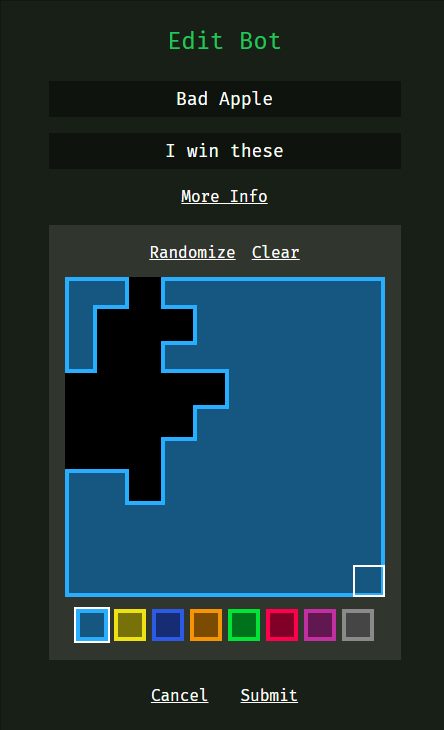 Edit Bot
Bad Apple
I win these
More Info
Randomize Clear
Cancel Submit